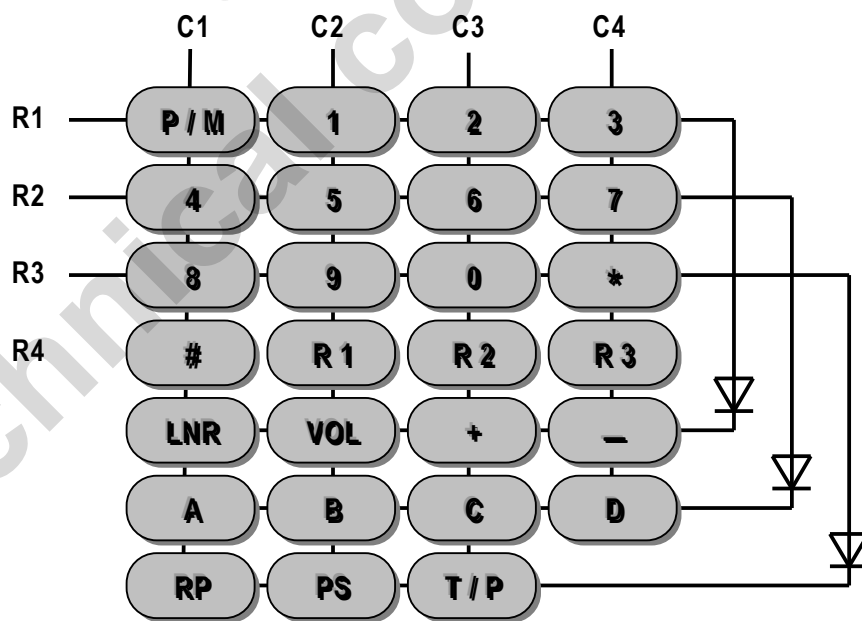 C1 C2 C3 C4
R1 P / M 1 2 3
R2 4 5 6 7
R3 8 9 0 *
R4 # R 1 R 2 R 3
LNR VOL + –
A B C D
RP PS T / P